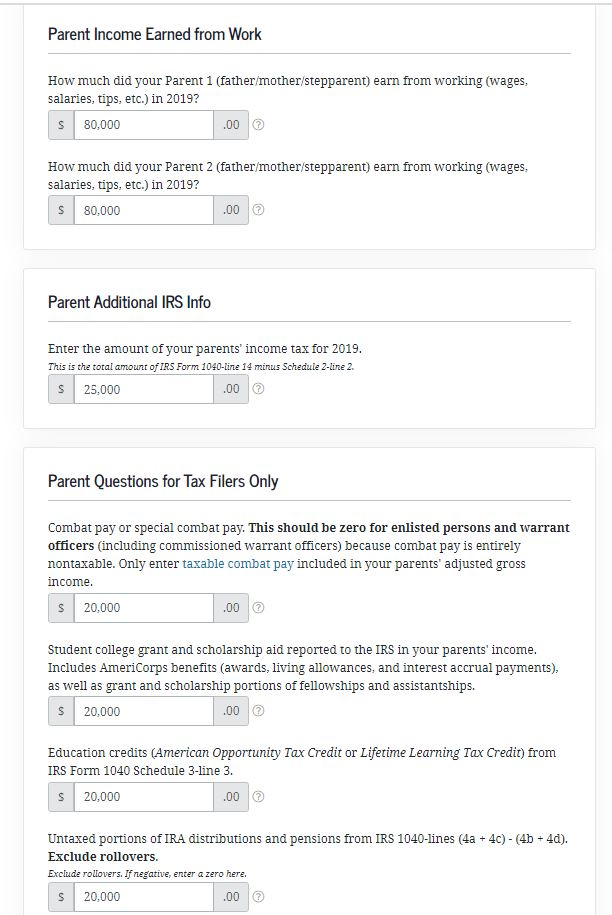 Parent Income Earned from Work
How much did your Parent 1 (father/mother/stepparent) earn from working (wages,
salaries, tips, etc.) in 2019?
$ 80,000 .00 ?
How much did your Parent 2 (father/mother/stepparent) earn from working (wages,
salaries, tips, etc.) in 2019?
$ 80,000 .00 ?
Parent Additional IRS Info
Enter the amount of your parents' income tax for 2019.
This is the total amount of IRS Form 1040-line 14 minus Schedule 2-line 2.
$ 25,000 .00 ?
Parent Questions for Tax Filers Only
Combat pay or special combat pay. This should be zero for enlisted persons and warrant
officers (including commissioned warrant officers) because combat pay is entirely
nontaxable. Only enter taxable combat pay included in your parents' adjusted gross
income.
$ 20,000 .00 ?
Student college grant and scholarship aid reported to the IRS in your parents' income.
Includes AmeriCorps benefits (awards, living allowances, and interest accrual payments),
as well as grant and scholarship portions of fellowships and assistantships.
$ 20,000 .00 ?
Education credits (American Opportunity Tax Credit or Lifetime Learning Tax Credit) from
IRS Form 1040 Schedule 3-line 3.
$ 20,000 .00 ?
Untaxed portions of IRA distributions and pensions from IRS 1040-lines (4a + 4c) - (4b + 4d).
Exclude rollovers.
Exclude rollovers. If negative, enter a zero here.
$ 20,000 .00 ?